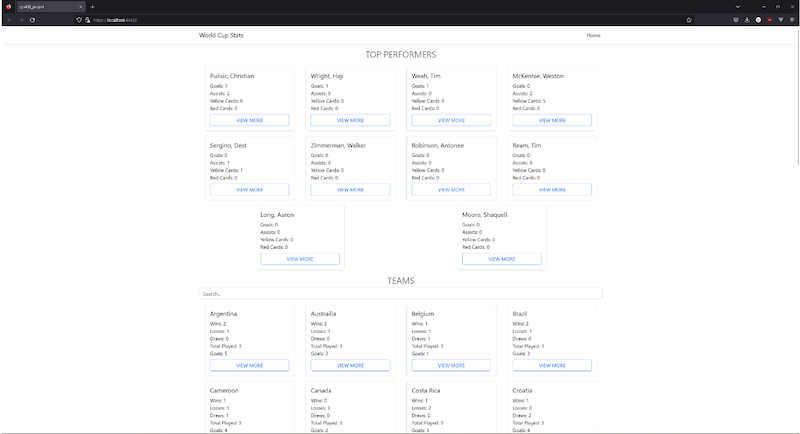 cps430_project
https://localhost:44430
World Cup Stats
Home
TOP PERFORMERS
Pulisic, Christian
Goals: 1
Assists: 2
Yellow Cards: 0
Red Cards: 0
VIEW MORE
Wright, Haji
Goals: 1
Assists: 0
Yellow Cards: 0
Red Cards: 0
VIEW MORE
Weah, Tim
Goals: 1
Assists: 0
Yellow Cards: 0
Red Cards: 0
VIEW MORE
McKennie, Weston
Goals: 0
Assists: 2
Yellow Cards: 5
Red Cards: 0
VIEW MORE
Sergino, Dest
Goals: 0
Assists: 1
Yellow Cards: 1
Red Cards: 0
VIEW MORE
Zimmerman, Walker
Goals: 0
Assists: 0
Yellow Cards: 0
Red Cards: 0
VIEW MORE
Robinson, Antonee
Goals: 0
Assists: 0
Yellow Cards: 0
Red Cards: 0
VIEW MORE
Ream, Tim
Goals: 0
Assists: 0
Yellow Cards: 0
Red Cards: 0
VIEW MORE
Long, Aaron
Goals: 0
Assists: 0
Yellow Cards: 0
Red Cards: 0
VIEW MORE
Moore, Shaquell
Goals: 0
Assists: 0
Yellow Cards: 0
Red Cards: 0
VIEW MORE
TEAMS
Search...
Argentina
Wins: 2
Losses: 1
Draws: 0
Total Played: 3
Goals: 5
VIEW MORE
Austrailia
Wins: 2
Losses: 1
Draws: 0
Total Played: 3
Goals: 3
VIEW MORE
Belgium
Wins: 1
Losses: 1
Draws: 1
Total Played: 3
Goals: 1
VIEW MORE
Brazil
Wins: 2
Losses: 1
Draws: 0
Total Played: 3
Goals: 3
VIEW MORE
Cameroon
Wins: 1
Losses: 1
Draws: 1
Total Played: 3
Goals: 4
Canada
Wins: 0
Losses: 3
Draws: 0
Total Played: 3
Goals: 2
Costa Rica
Wins: 1
Losses: 2
Draws: 0
Total Played: 3
Goals: 3
Croatia
Wins: 1
Losses: 0
Draws: 2
Total Played: 3
Goals: 4